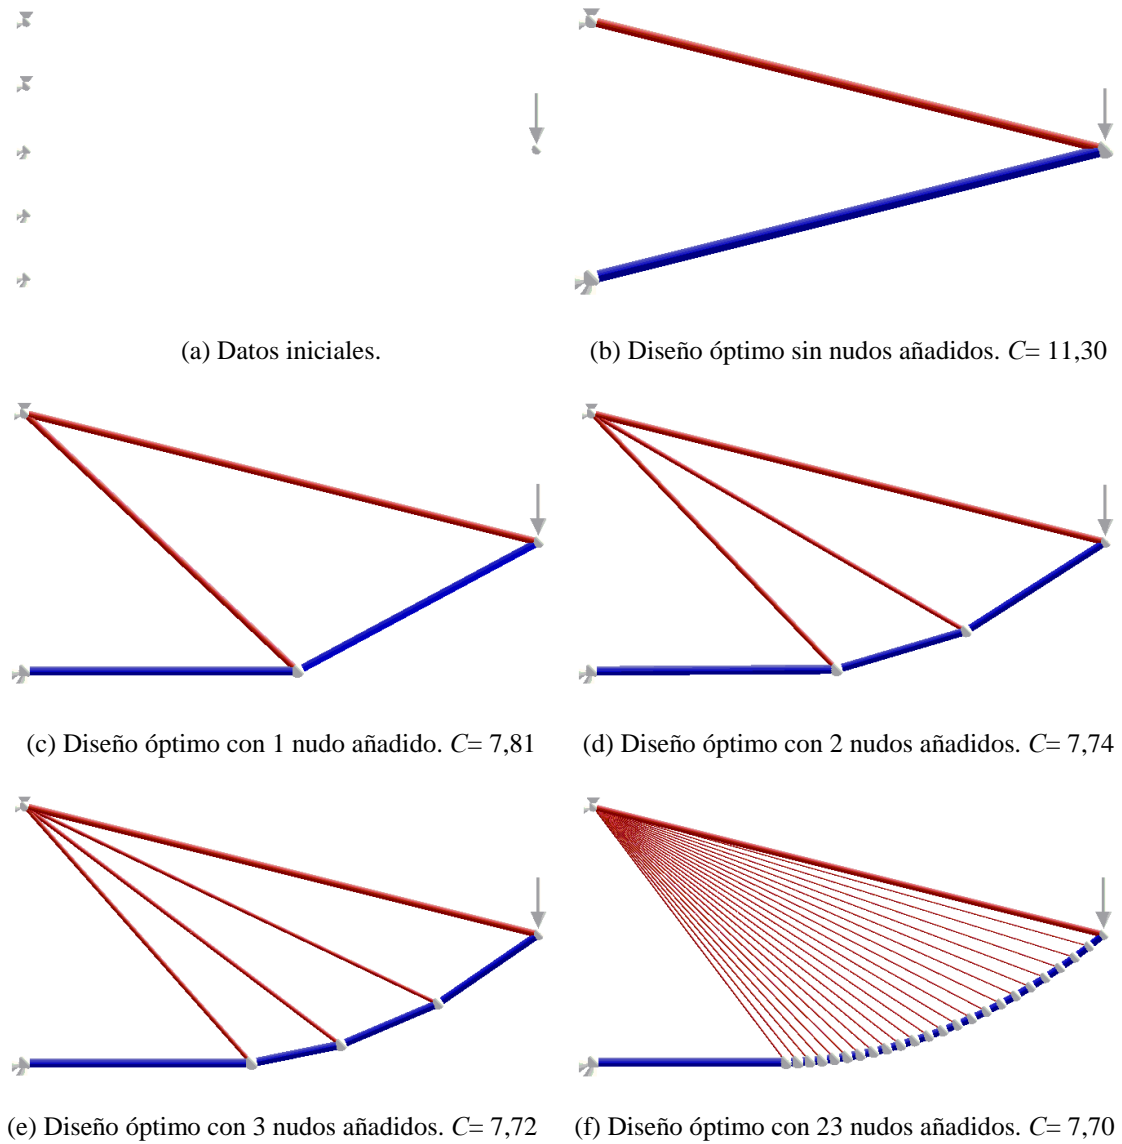 (a) Datos iniciales.
(b) Diseño óptimo sin nudos añadidos. C= 11,30
(c) Diseño óptimo con 1 nudo añadido. C= 7,81
(d) Diseño óptimo con 2 nudos añadidos. C= 7,74
(e) Diseño óptimo con 3 nudos añadidos. C= 7,72
(f) Diseño óptimo con 23 nudos añadidos. C= 7,70